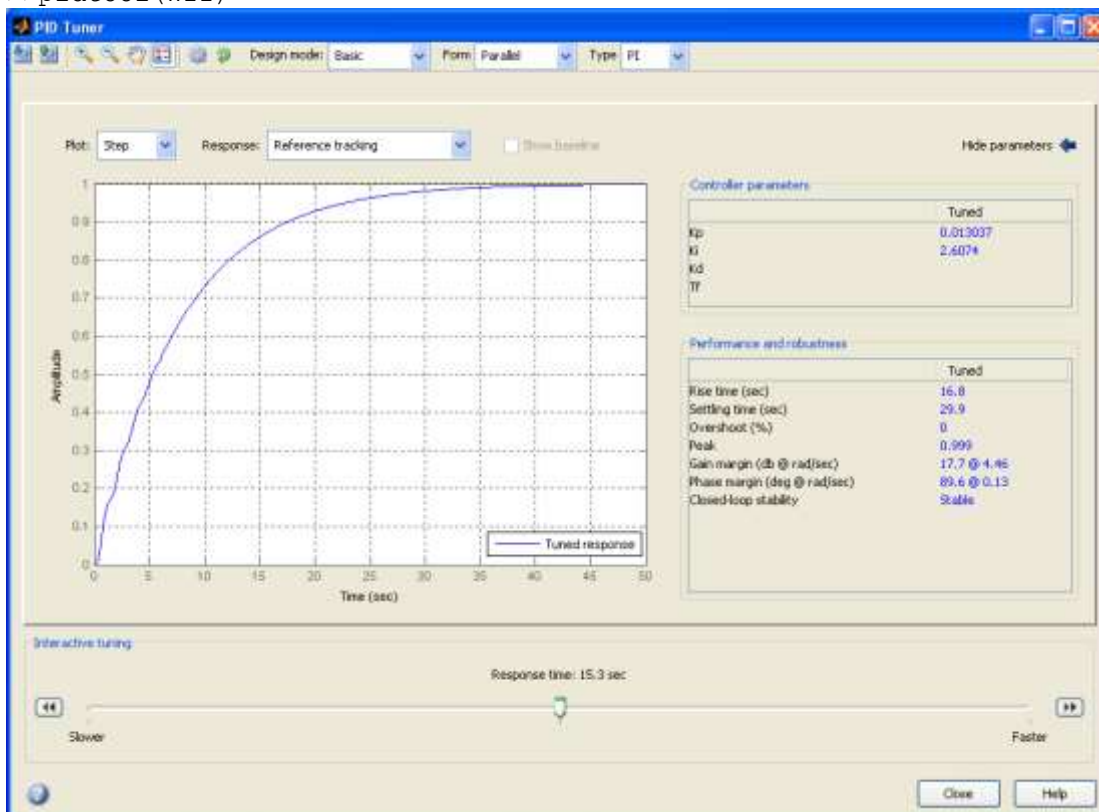 PID Tuner
Design mode: Basic Form Parallel Type PI
Plot: Step Response: Reference tracking Show baseline Hide parameters
Controller parameters
Tuned
Kp 0.013037
Ki 2.6074
Kd
Tf
Performance and robustness
Tuned
Rise time (sec) 16.8
Settling time (sec) 29.9
Overshoot (%) 0
Peak 0.999
Gain margin (db @ rad/sec) 17.7 @ 4.46
Phase margin (deg @ rad/sec) 89.6 @ 0.13
Closed-loop stability Stable
Amplitude
1
0.9
0.8
0.7
0.6
0.5
0.4
0.3
0.2
0.1
0
Tuned response
0 5 10 15 20 25 30 35 40 45 50
Time (sec)
Interactive tuning
Response time: 15.3 sec
Slower Faster
Close Help